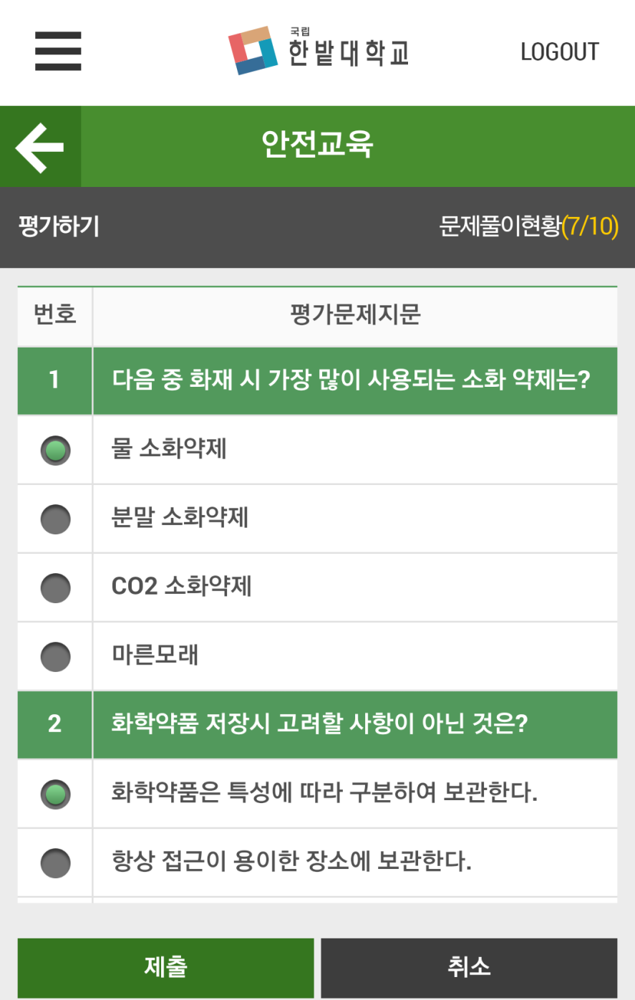 국립
한밭대학교
LOGOUT
안전교육
평가하기
문제풀이현황(7/10)
번호
평가문제지문
1
다음 중 화재 시 가장 많이 사용되는 소화 약제는?
물 소화약제
분말 소화약제
CO2 소화약제
마른모래
2
화학약품 저장시 고려할 사항이 아닌 것은?
화학약품은 특성에 따라 구분하여 보관한다.
항상 접근이 용이한 장소에 보관한다.
제출
취소